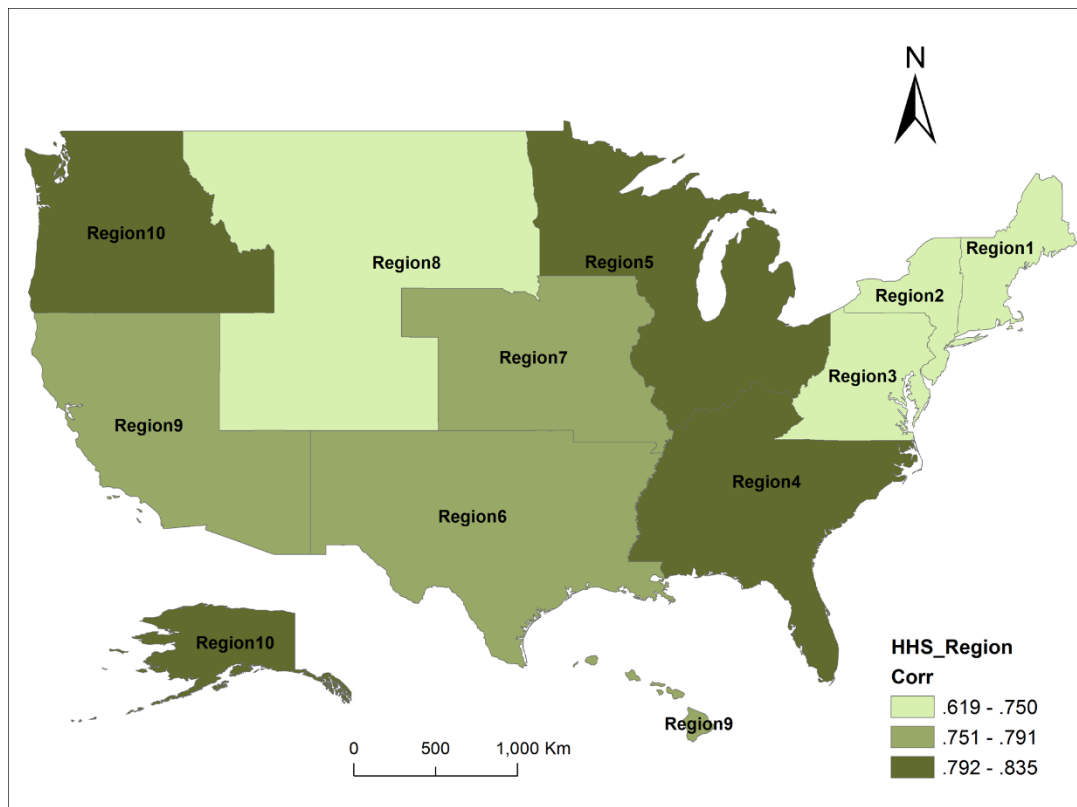 N
Region1
Region10
Region8
Region5
Region2
Region7
Region3
Region9
Region4
Region6
Region10
Region9
HHS_Region
Corr
.619 - .750
.751 - .791
.792 - .835
0 500 1,000 Km